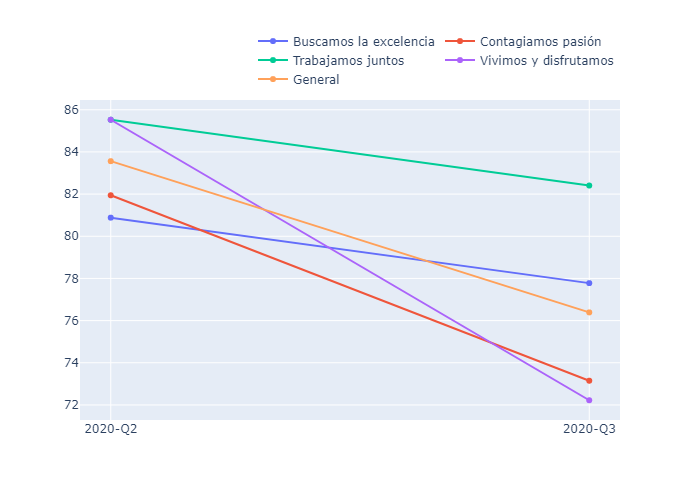 Buscamos la excelencia Contagiamos pasión
Trabajamos juntos Vivimos y disfrutamos
General
86
84
82
80
78
76
74
72
2020-Q2 2020-Q3